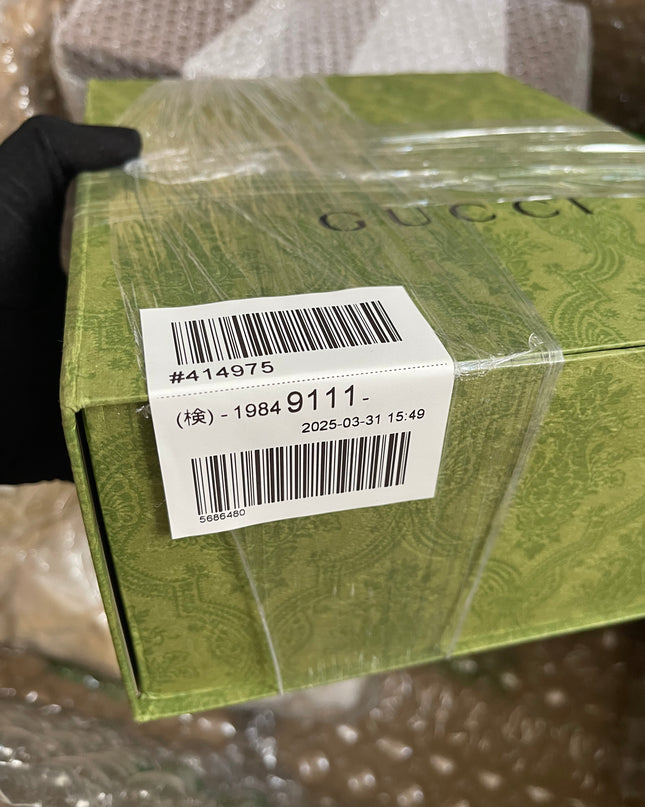 GUCCI
#414975
(検) - 1984 9111 -
2025-03-31 15:49
5686480